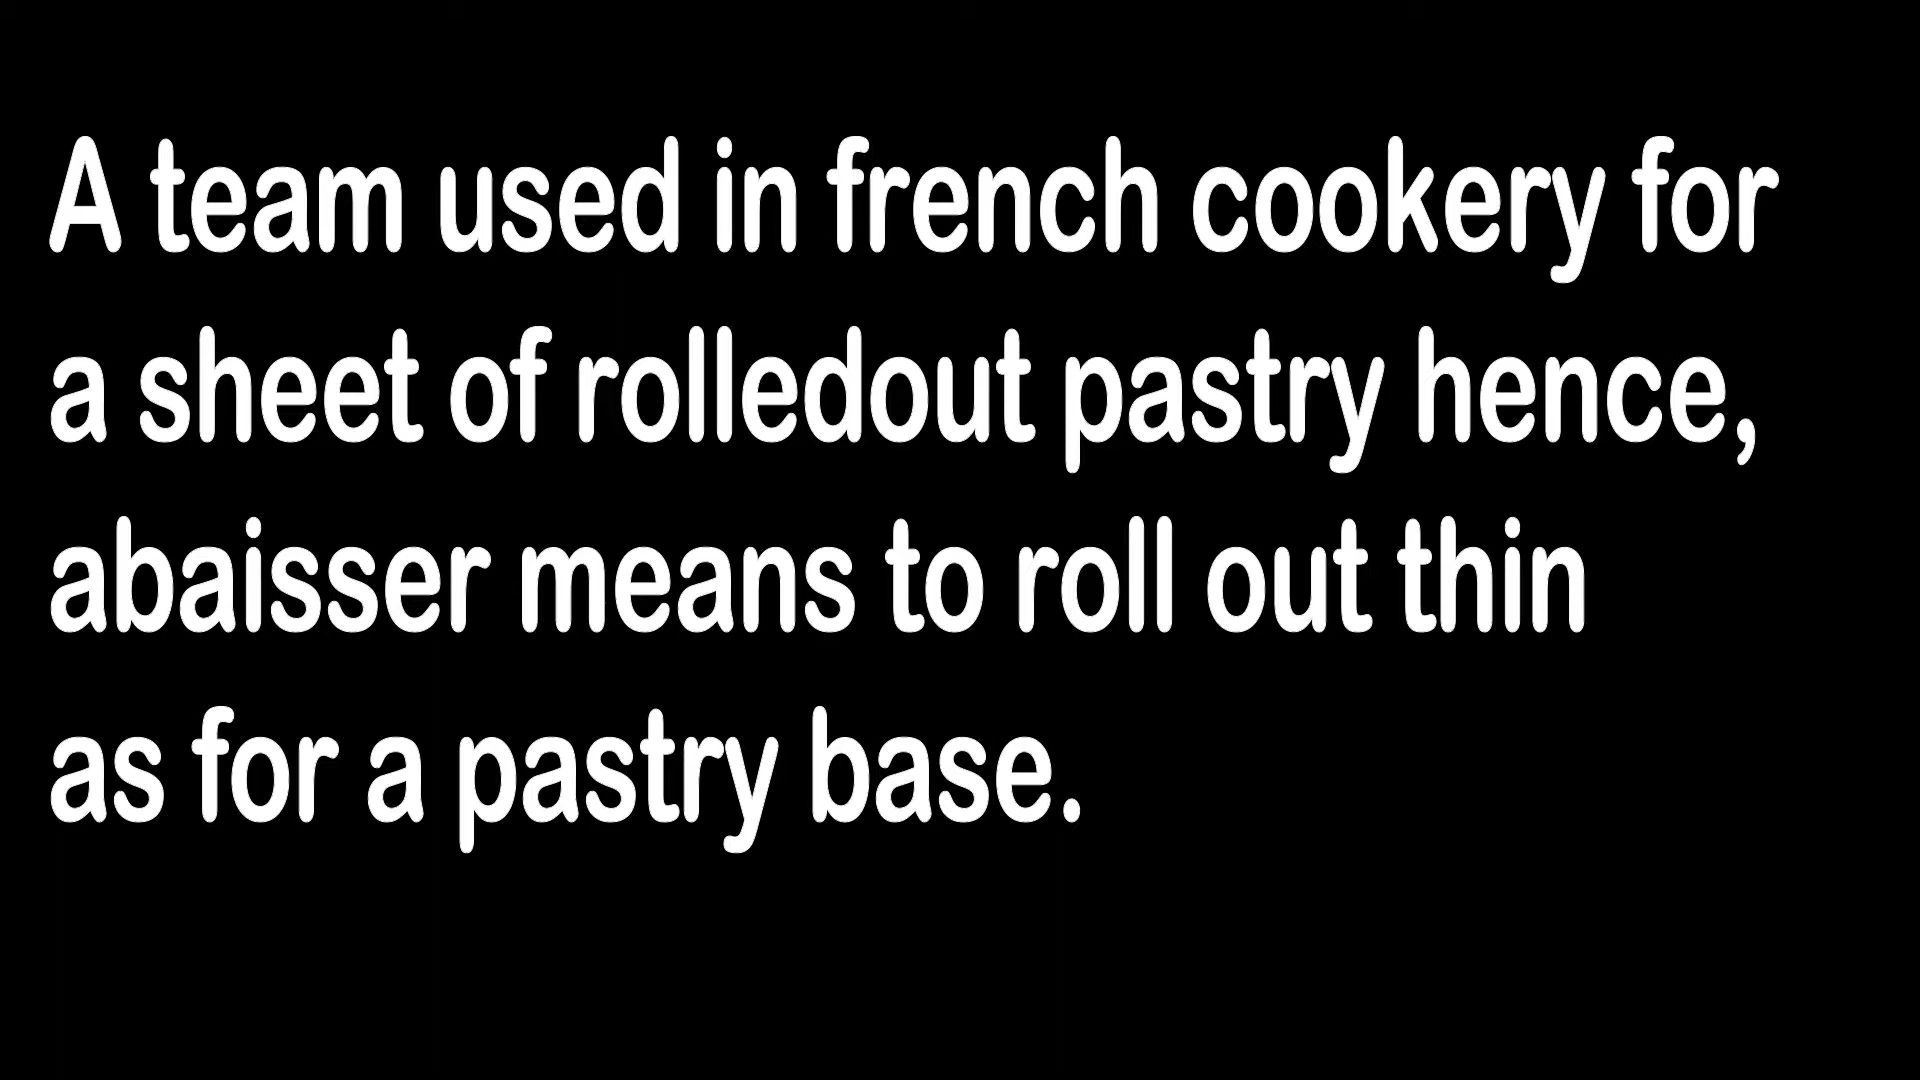 A team used in french cookery for
a sheet of rolledout pastry hence,
abaisser means to roll out thin
as for a pastry base.